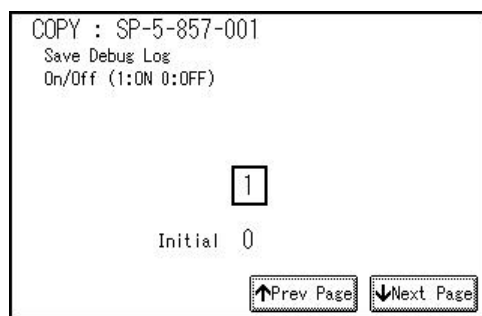 COPY : SP-5-857-001
Save Debug Log
On/Off (1:ON 0:OFF)
1
Initial 0
↑Prev Page ↓Next Page